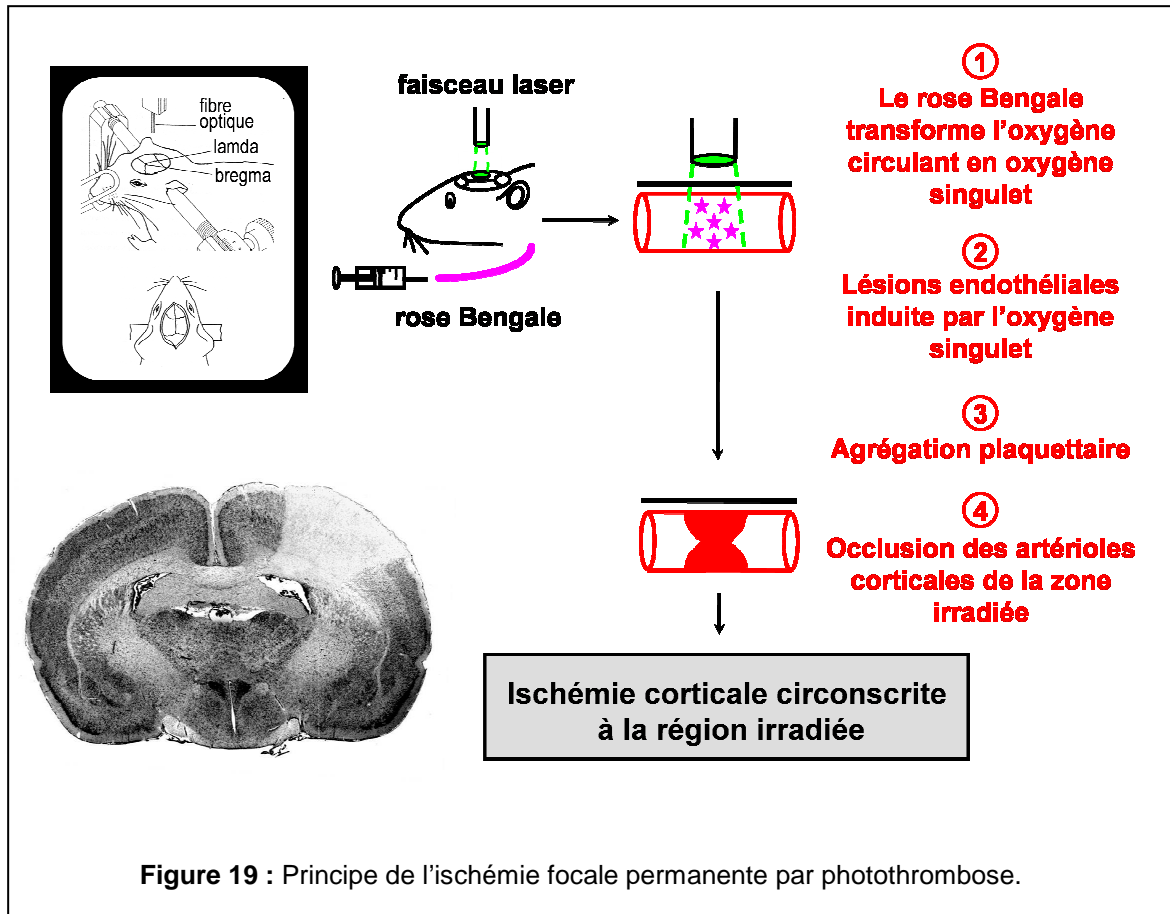 fibre
optique
lamda
bregma
faisceau laser
rose Bengale
①
Le rose Bengale
transforme l’oxygène
circulant en oxygène
singulet
②
Lésions endothéliales
induite par l’oxygène
singulet
③
Agrégation plaquettaire
④
Occlusion des artérioles
corticales de la zone
irradiée
Ischémie corticale circonscrite
à la région irradiée
Figure 19 : Principe de l’ischémie focale permanente par photothrombose.